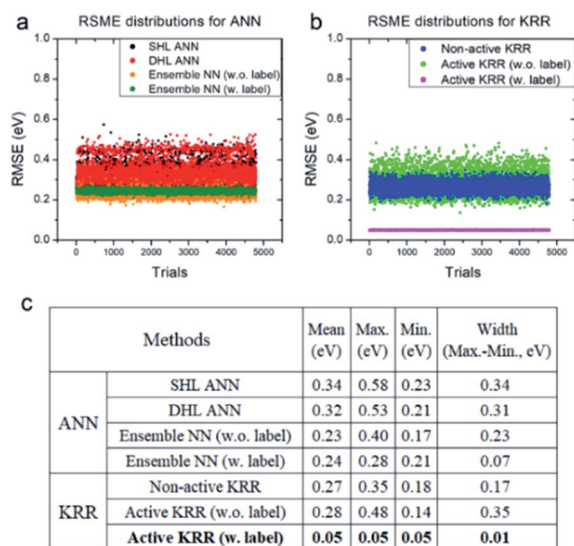 a RSME distributions for ANN
b RSME distributions for KRR
SHL ANN
DHL ANN
Ensemble NN (w.o. label)
Ensemble NN (w. label)
RMSE (eV)
1.0
0.8
0.6
0.4
0.2
0.0
0 1000 2000 3000 4000 5000
Trials
Non-active KRR
Active KRR (w.o. label)
Active KRR (w. label)
RMSE (eV)
1.0
0.8
0.6
0.4
0.2
0.0
0 1000 2000 3000 4000 5000
Trials
c
Methods Mean (eV) Max. (eV) Min. (eV) Width (Max.-Min., eV)
ANN
SHL ANN 0.34 0.58 0.23 0.34
DHL ANN 0.32 0.53 0.21 0.31
Ensemble NN (w.o. label) 0.23 0.40 0.17 0.23
Ensemble NN (w. label) 0.24 0.28 0.21 0.07
KRR
Non-active KRR 0.27 0.35 0.18 0.17
Active KRR (w.o. label) 0.28 0.48 0.14 0.35
Active KRR (w. label) 0.05 0.05 0.05 0.01